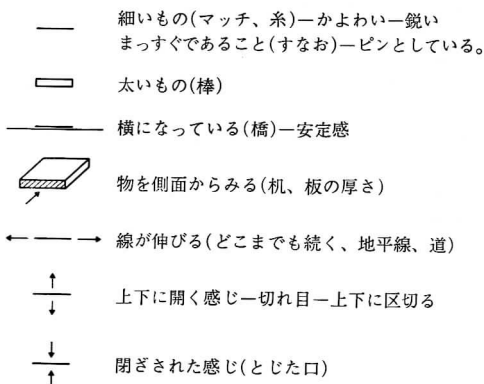 細いもの(マッチ、糸)ーかよわいー鋭い
まっすぐであること(すなお)ーピンとしている。
太いもの(棒)
横になっている(橋)ー安定感
物を側面からみる(机、板の厚さ)
線が伸びる(どこまでも続く、地平線、道)
上下に開く感じー切れ目ー上下に区切る
閉ざされた感じ(とじた口)